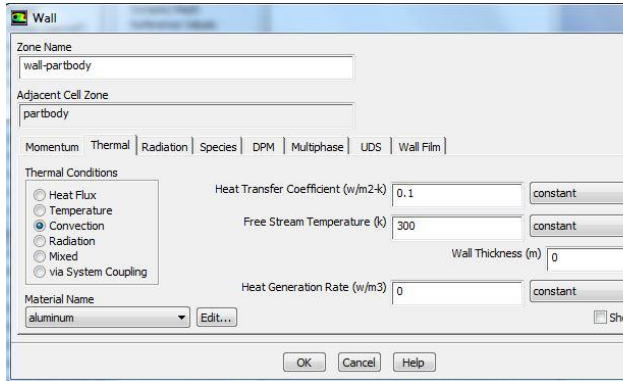 Wall
Zone Name
wall-partbody
Adjacent Cell Zone
partbody
Momentum Thermal Radiation Species DPM Multiphase UDS Wall Film
Thermal Conditions
Heat Flux
Temperature
Convection
Radiation
Mixed
via System Coupling
Heat Transfer Coefficient (w/m2-k) 0.1 constant
Free Stream Temperature (k) 300 constant
Wall Thickness (m) 0
Heat Generation Rate (w/m3) 0 constant
Material Name
aluminum Edit...
OK Cancel Help